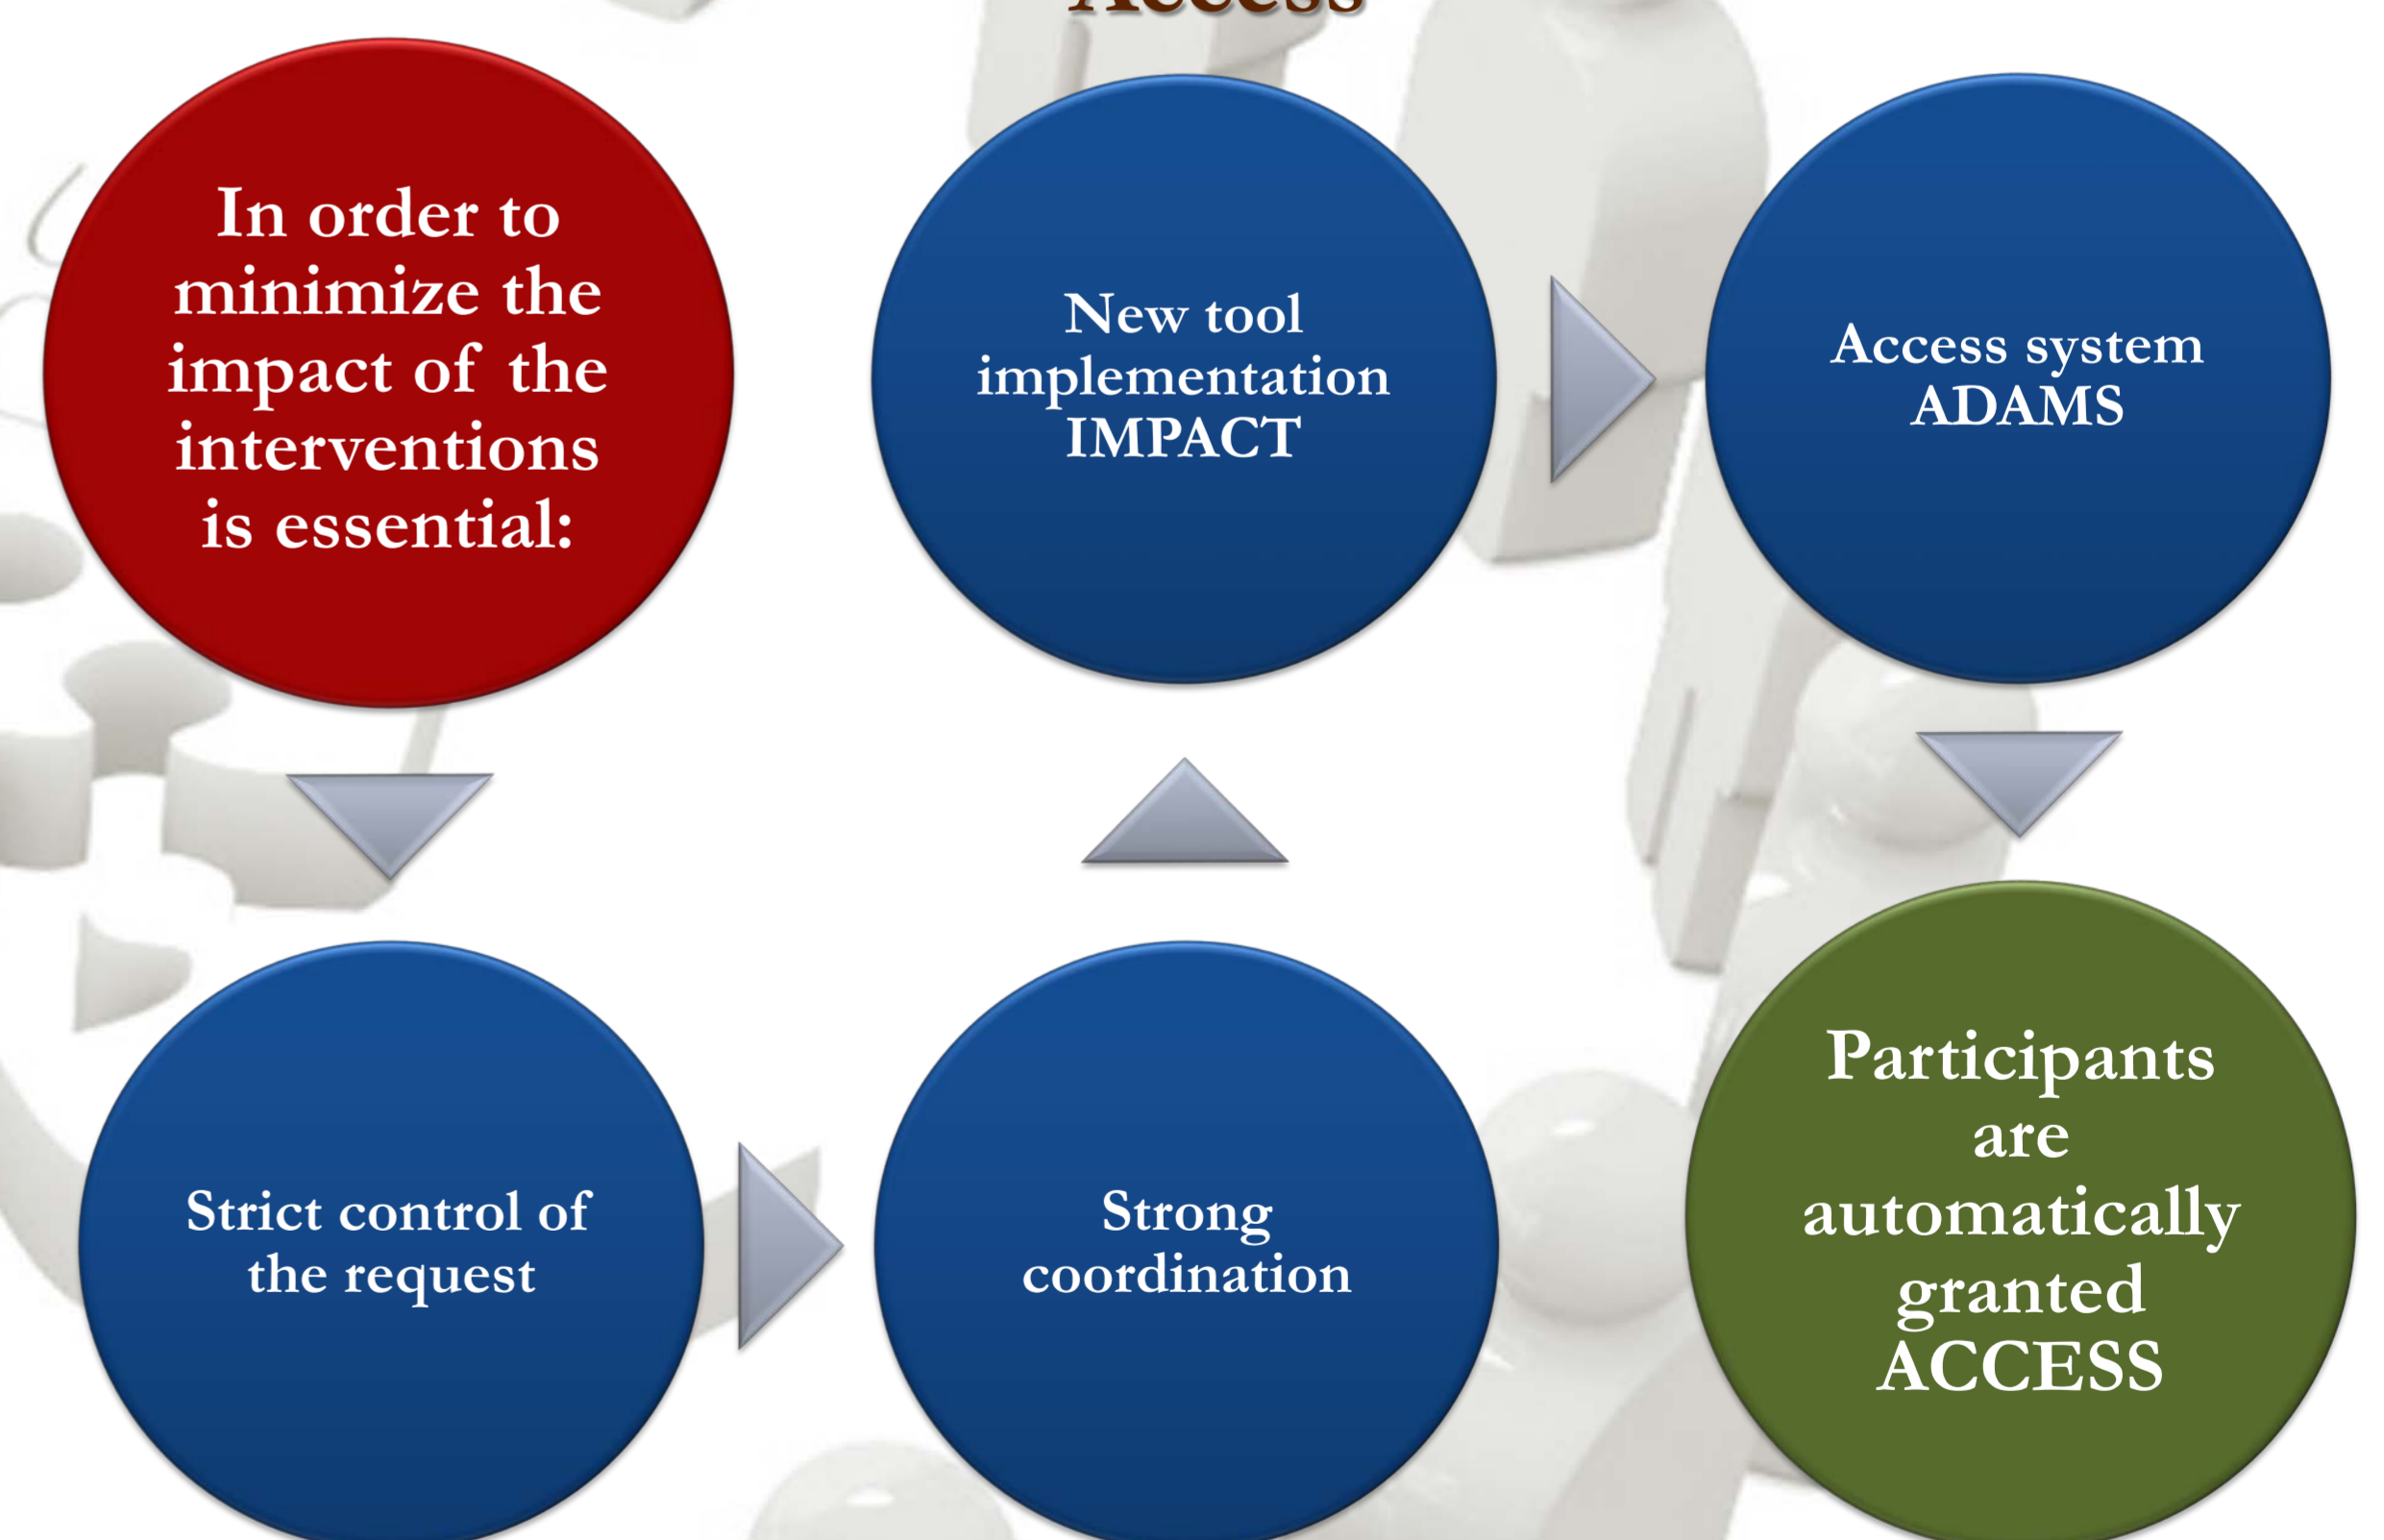 Access
In order to
minimize the
impact of the
interventions
is essential:
Strict control of
the request
Strong
coordination
New tool
implementation
IMPACT
Access system
ADAMS
Participants
are
automatically
granted
ACCESS